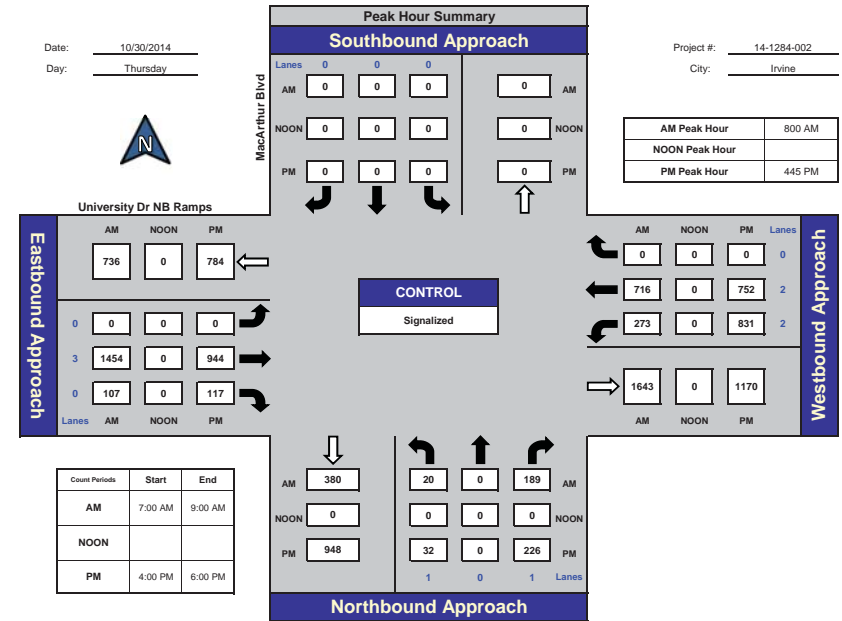 Peak Hour Summary
Southbound Approach
Date: 10/30/2014
Day: Thursday
Project #: 14-1284-002
City: Irvine
Lanes 0 0 0
AM 0 0 0 0 AM
NOON 0 0 0 0 NOON
PM 0 0 0 0 PM
MacArthur Blvd
N
AM Peak Hour 800 AM
NOON Peak Hour
PM Peak Hour 445 PM
University Dr NB Ramps
Eastbound Approach
AM NOON PM
736 0 784
0 0 0 0
3 1454 0 944
0 107 0 117
Lanes AM NOON PM
CONTROL
Signalized
AM NOON PM Lanes
0 0 0 0
716 0 752 2
273 0 831 2
1643 0 1170
AM NOON PM
Westbound Approach
Count Periods Start End
AM 7:00 AM 9:00 AM
NOON
PM 4:00 PM 6:00 PM
AM 380 20 0 189 AM
NOON 0 0 0 0 NOON
PM 948 32 0 226 PM
1 0 1 Lanes
Northbound Approach